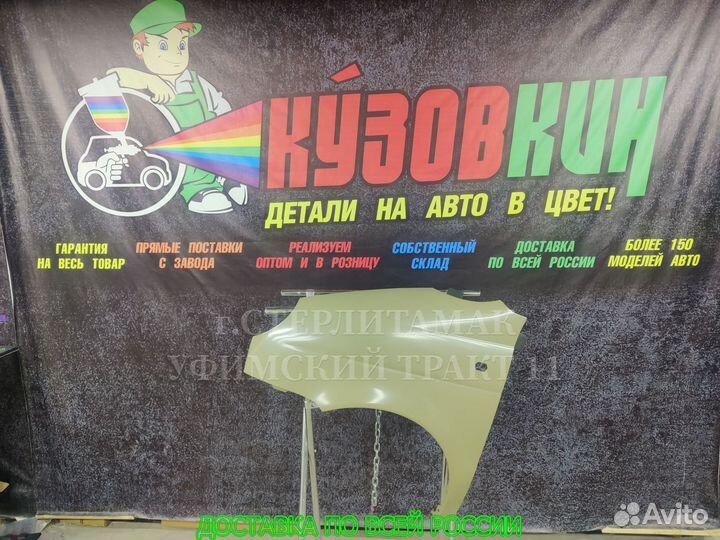 КУЗОВКИН
ДЕТАЛИ НА АВТО В ЦВЕТ!
ГАРАНТИЯ
НА ВЕСЬ ТОВАР
ПРЯМЫЕ ПОСТАВКИ
С ЗАВОДА
РЕАЛИЗУЕМ
ОПТОМ И В РОЗНИЦУ
СОБСТВЕННЫЙ
СКЛАД
ДОСТАВКА
ПО ВСЕЙ РОССИИ
БОЛЕЕ 150
МОДЕЛЕЙ АВТО
г.СТЕРЛИТАМАК
УФИМСКИЙ ТРАКТ 11
ДОСТАВКА ПО ВСЕЙ РОССИИ
Avito